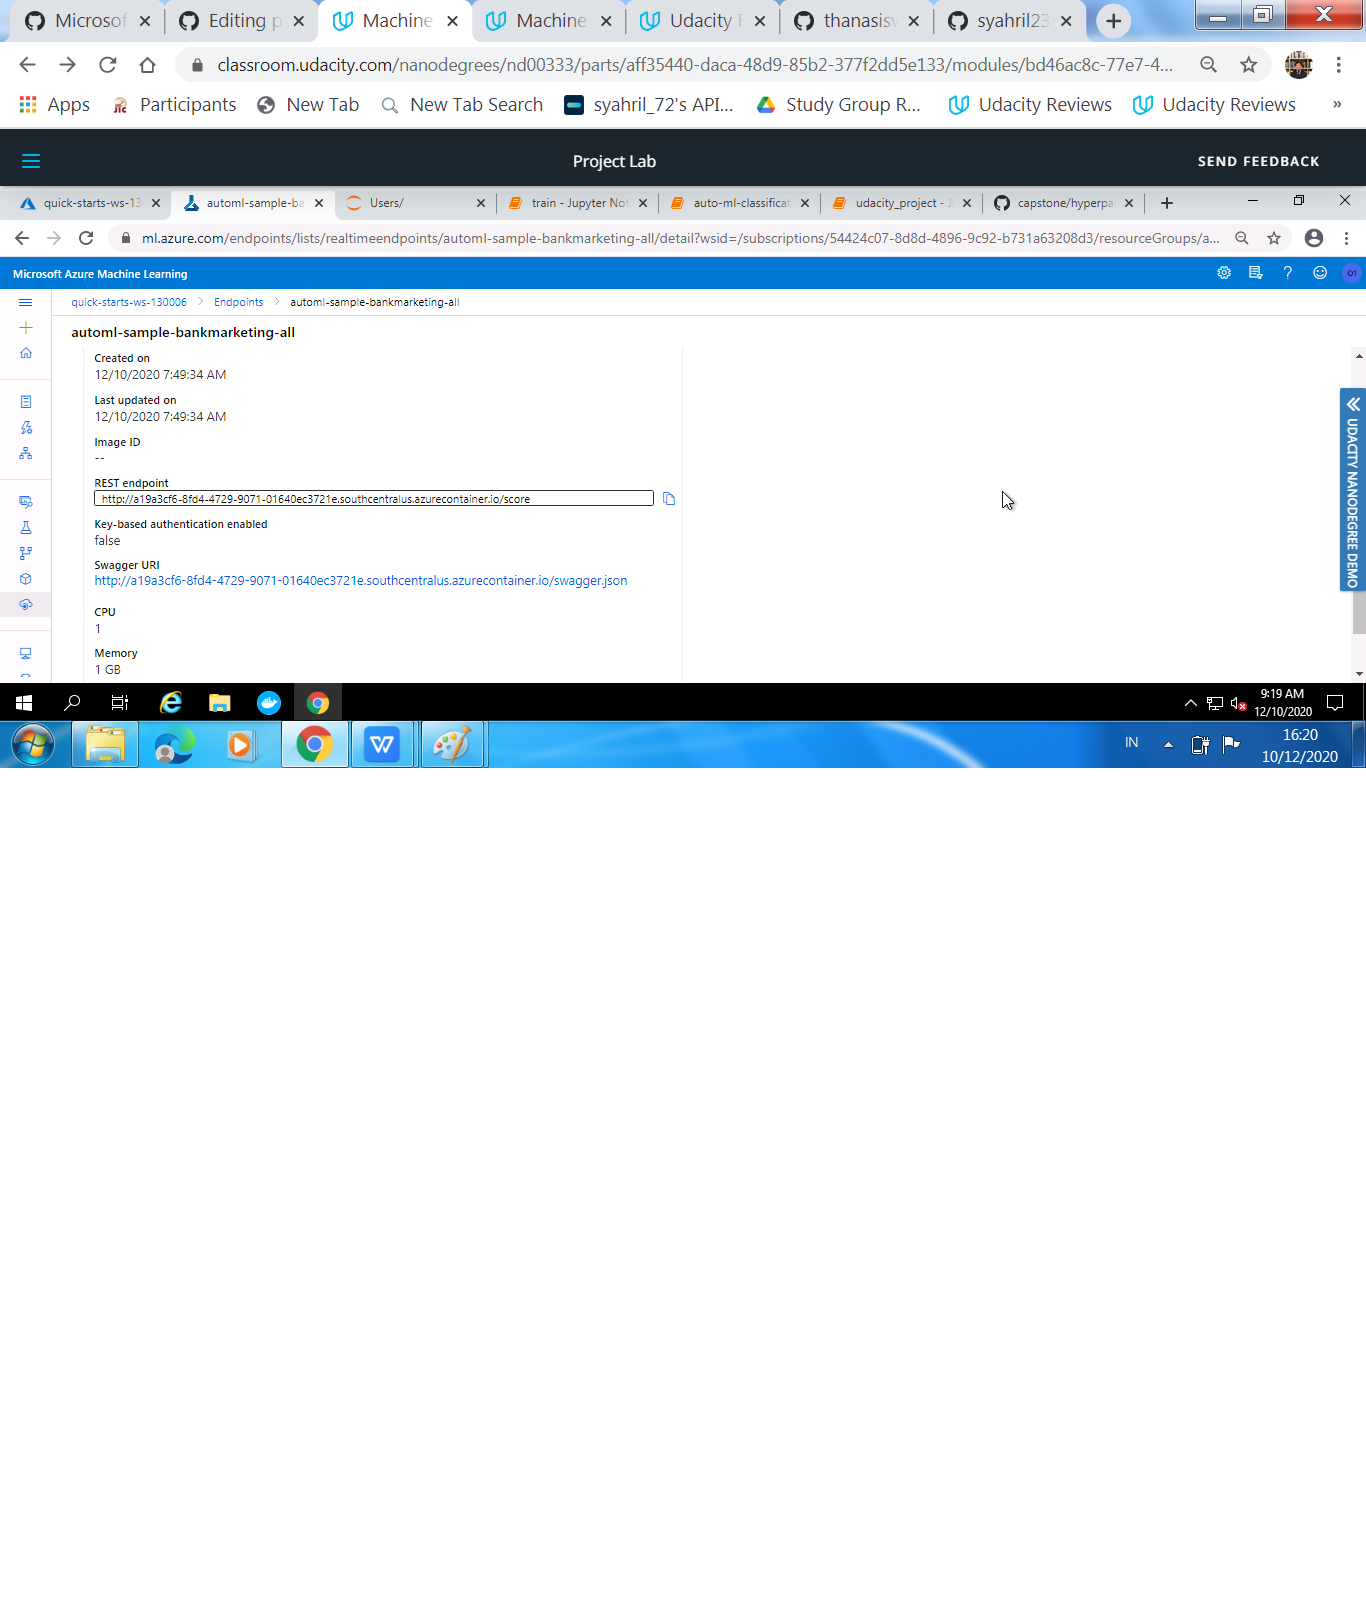 Microsof
Editing p
Machine
Machine
Udacity F
thanasisv
syahril23
classroom.udacity.com/nanodegrees/nd00333/parts/aff35440-daca-48d9-85b2-377f2dd5e133/modules/bd46ac8c-77e7-4...
Apps
Participants
New Tab
New Tab Search
syahril_72's API...
Study Group R...
Udacity Reviews
Udacity Reviews
»
Project Lab
SEND FEEDBACK
quick-starts-ws-13
automl-sample-ba
Users/
train - Jupyter Not
auto-ml-classificat
udacity_project - J
capstone/hyperpa
ml.azure.com/endpoints/lists/realtimeendpoints/automl-sample-bankmarketing-all/detail?wsid=/subscriptions/54424c07-8d8d-4896-9c92-b731a63208d3/resourceGroups/a...
Microsoft Azure Machine Learning
O1
quick-starts-ws-130006 > Endpoints > automl-sample-bankmarketing-all
automl-sample-bankmarketing-all
Created on
12/10/2020 7:49:34 AM
Last updated on
12/10/2020 7:49:34 AM
Image ID
--
REST endpoint
http://a19a3cf6-8fd4-4729-9071-01640ec3721e.southcentralus.azurecontainer.io/score
Key-based authentication enabled
false
Swagger URI
http://a19a3cf6-8fd4-4729-9071-01640ec3721e.southcentralus.azurecontainer.io/swagger.json
CPU
1
Memory
1 GB
UDACITY NANODEGREE DEMO
9:19 AM
12/10/2020
IN
16:20
10/12/2020